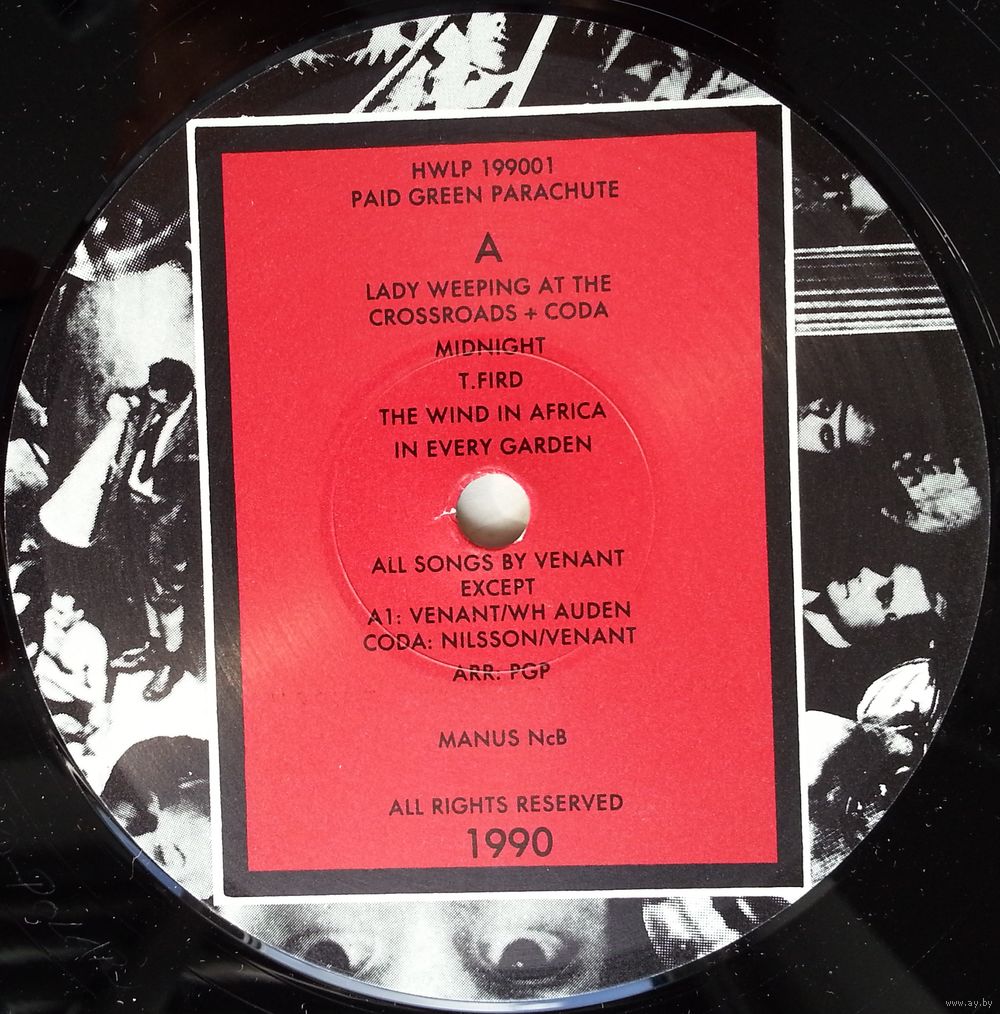 HWLP 199001
PAID GREEN PARACHUTE
A
LADY WEEPING AT THE
CROSSROADS + CODA
MIDNIGHT
T.FIRD
THE WIND IN AFRICA
IN EVERY GARDEN
ALL SONGS BY VENANT
EXCEPT
A1: VENANT/WH AUDEN
CODA: NILSSON/VENANT
ARR: PGP
MANUS NcB
ALL RIGHTS RESERVED
1990
www.ay.by